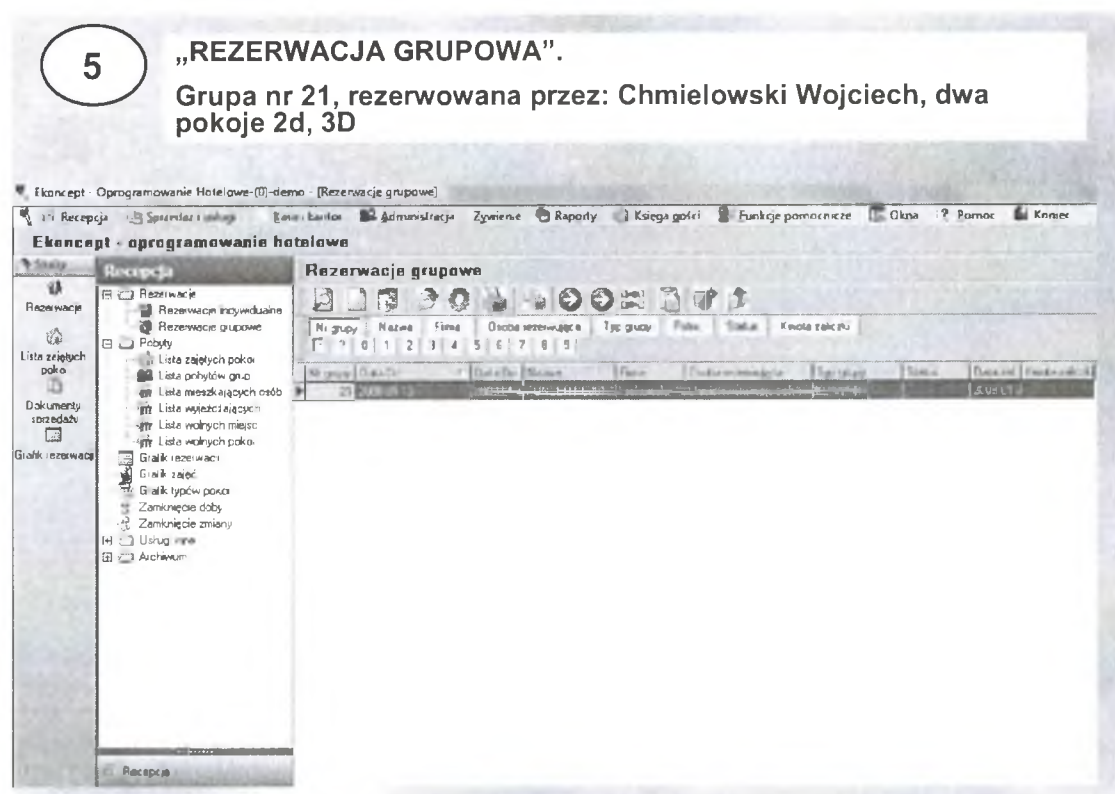 5
„REZERWACJA GRUPOWA”.
Grupa nr 21, rezerwowana przez: Chmielowski Wojciech, dwa
pokoje 2d, 3D
Ekoncept - Oprogramowanie Hotelowe-(0)-demo - [Rezerwacje grupowe]
Recepcja Sprzedaż i usługi Administracja Żywienie Raporty Księga gości Funkcje pomocnicze Okna ? Pomoc Koniec
Ekoncept - oprogramowanie hotelowe
Recepcja
Rezerwacje grupowe
Rezerwacje
Rezerwacje indywidualne
Rezerwacje grupowe
Pobyty
Lista zajętych pokoi
Lista pobytów grup
Lista mieszkających osób
Lista wyjeżdżających
Lista wolnych miejsc
Lista wolnych pokoi
Grafik rezerwacji
Grafik zajęć
Grafik typów pokoi
Zamknięcie doby
Zamknięcie zmiany
Usługi inne
Archiwum
Recepcja
Rezerwacje
Lista zajętych
pokoi
Dokumenty
sprzedaży
Grafik rezerwacji
Nr grupy Nazwa Firma Osoba rezerwująca Typ grupy Status Kwota zaliczki
0 1 2 3 4 5 6 7 8 9